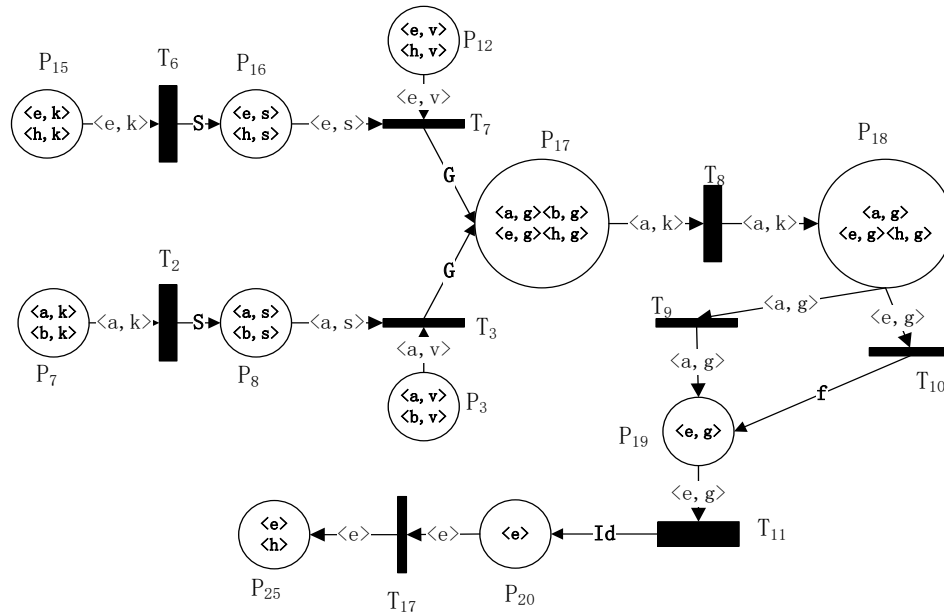 P12
<e, v>
<h, v>
P15
T6
P16
<e, v>
<e, k>
<h, k>
<e, k>
S
<e, s>
<h, s>
<e, s>
T7
P17
P18
G
T8
<a, g><b, g>
<e, g><h, g>
<a, k>
<a, k>
<a, g>
<e, g><h, g>
T2
G
<a, k>
<b, k>
<a, k>
S
<a, s>
<b, s>
<a, s>
T3
T9
<a, g>
<e, g>
P7
P8
<a, v>
<a, g>
T10
<a, v>
<b, v>
P3
f
P19
<e, g>
<e, g>
<e>
<h>
<e>
<e>
<e>
Id
T11
P25
T17
P20